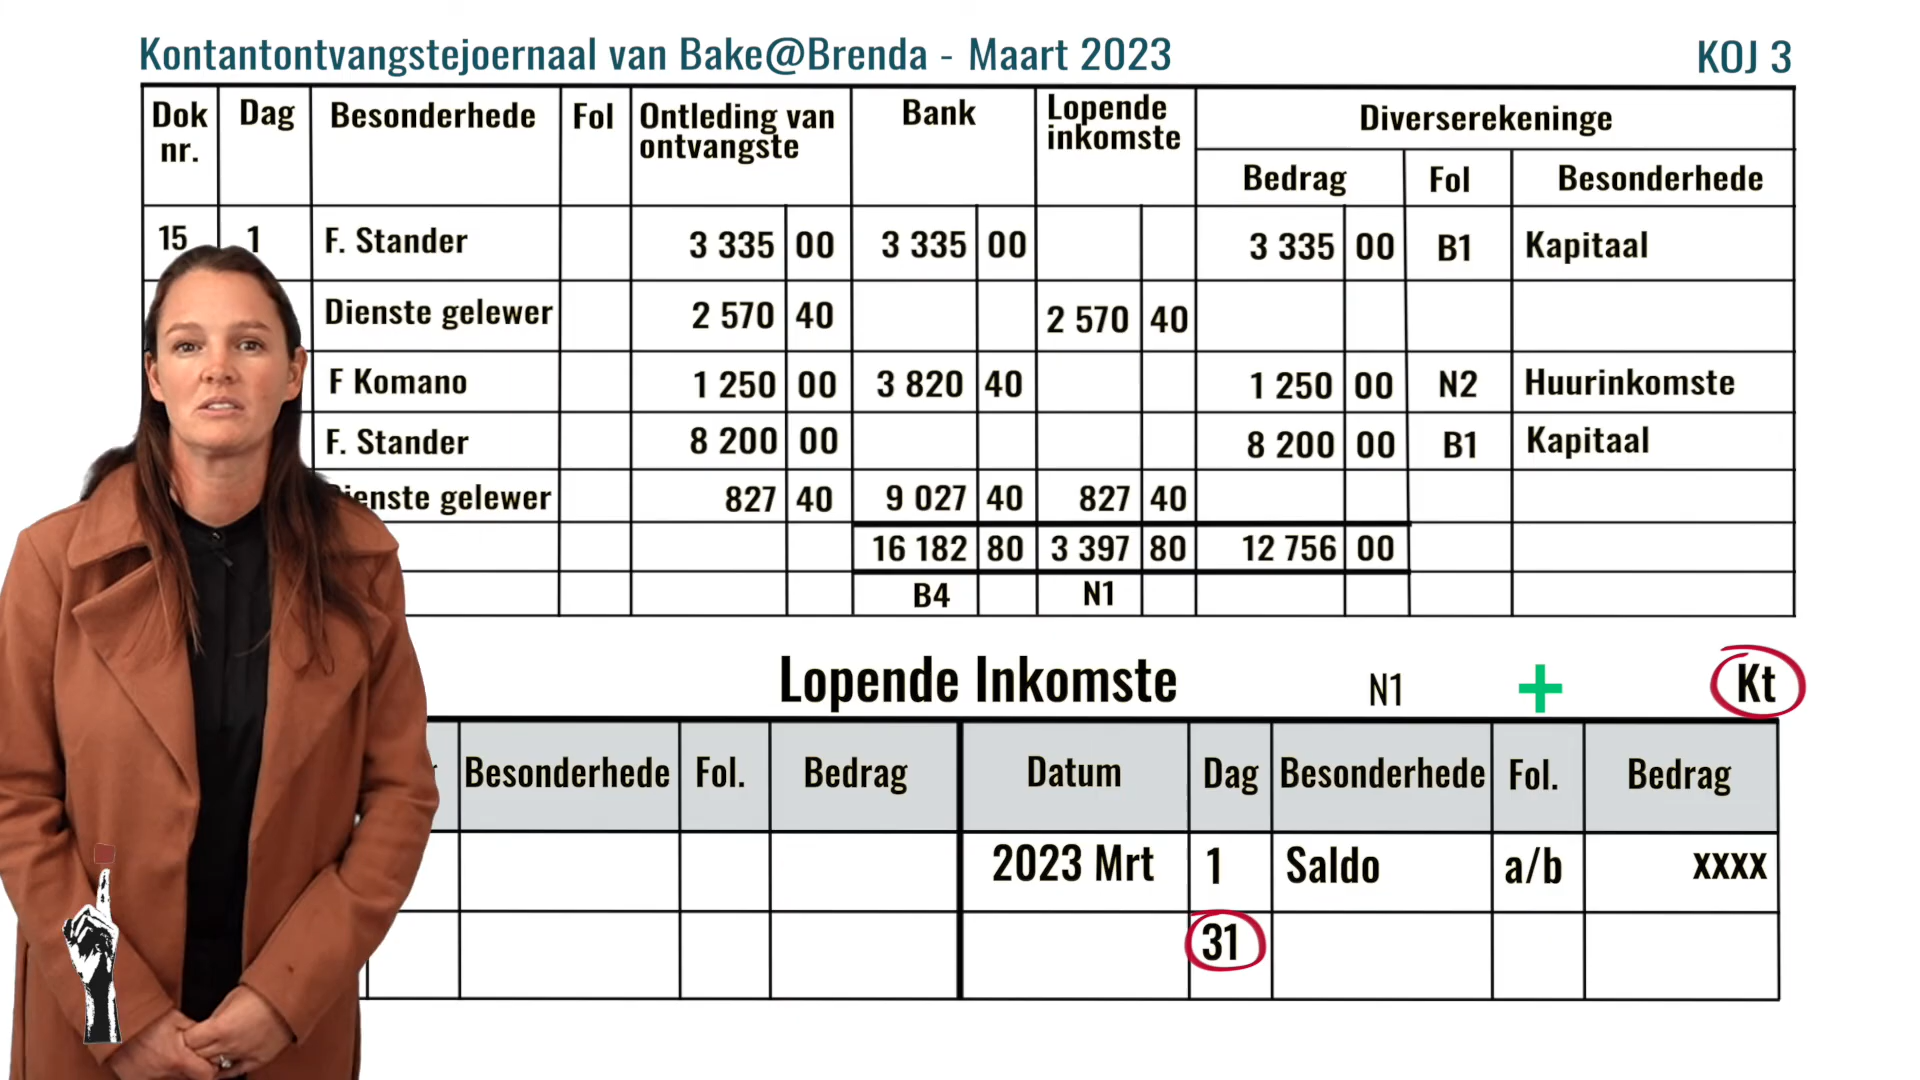 Kontantontvangstejoernaal van Bake@Brenda - Maart 2023 KOJ 3
Dok nr. Dag Besonderhede Fol Ontleding van ontvangste Bank Lopende inkomste Diverserekeninge
Bedrag Fol Besonderhede
15 1 F. Stander 3 335 00 3 335 00 3 335 00 B1 Kapitaal
Dienste gelewer 2 570 40 2 570 40
F Komano 1 250 00 3 820 40 1 250 00 N2 Huurinkomste
F. Stander 8 200 00 8 200 00 B1 Kapitaal
gelewer 827 40 9 027 40 827 40
16 182 80 3 397 80 12 756 00
B4 N1
Lopende Inkomste N1 + Kt
Besonderhede Fol. Bedrag Datum Dag Besonderhede Fol. Bedrag
2023 Mrt 1 Saldo a/b xxxx
31